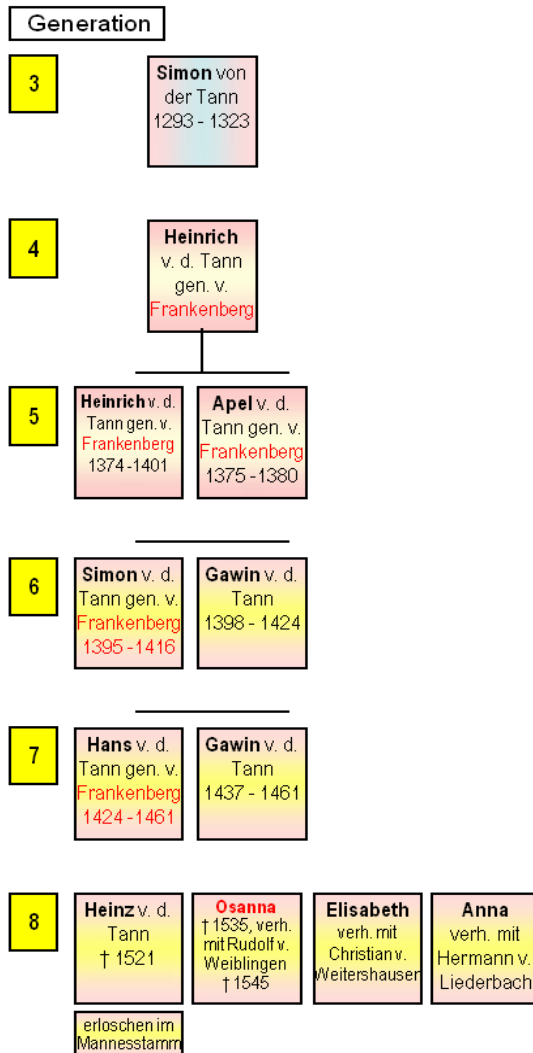 Generation
3
Simon von
der Tann
1293 - 1323
4
Heinrich
v. d. Tann
gen. v.
Frankenberg
5
Heinrich v. d.
Tann gen. v.
Frankenberg
1374 -1401
Apel v. d.
Tann gen. v.
Frankenberg
1375 -1380
6
Simon v. d.
Tann gen. v.
Frankenberg
1395 -1416
Gawin v. d.
Tann
1398 - 1424
7
Hans v. d.
Tann gen. v.
Frankenberg
1424 -1461
Gawin v. d.
Tann
1437 - 1461
8
Heinz v. d.
Tann
† 1521
Osanna
† 1535, verh.
mit Rudolf v.
Weiblingen
† 1545
Elisabeth
verh. mit
Christian v.
Weitershausen
Anna
verh. mit
Hermann v.
Liederbach
erloschen im
Mannesstamm